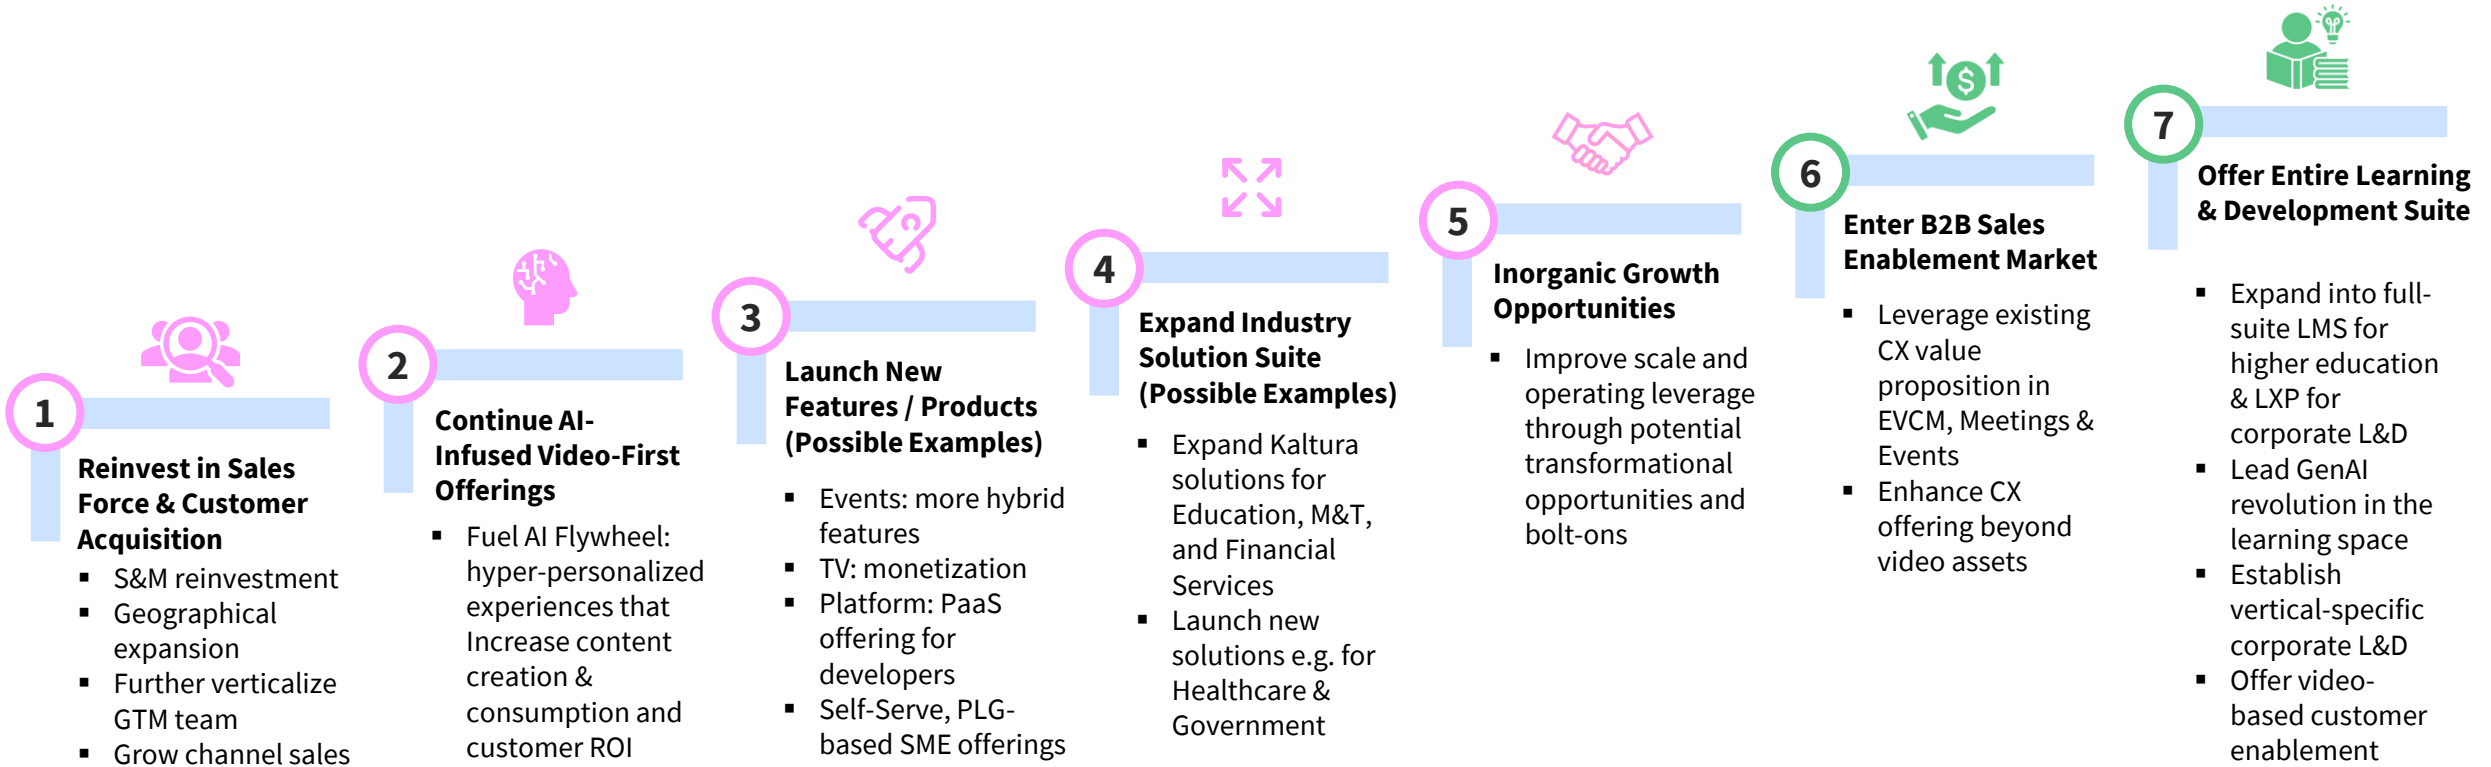 1
Reinvest in Sales
Force & Customer
Acquisition
▪ S&M reinvestment
▪ Geographical
expansion
▪ Further verticalize
GTM team
▪ Grow channel sales
2
Continue AI-
Infused Video-First
Offerings
▪ Fuel AI Flywheel:
hyper-personalized
experiences that
Increase content
creation &
consumption and
customer ROI
3
Launch New
Features / Products
(Possible Examples)
▪ Events: more hybrid
features
▪ TV: monetization
▪ Platform: PaaS
offering for
developers
▪ Self-Serve, PLG-
based SME offerings
4
Expand Industry
Solution Suite
(Possible Examples)
▪ Expand Kaltura
solutions for
Education, M&T,
and Financial
Services
▪ Launch new
solutions e.g. for
Healthcare &
Government
5
Inorganic Growth
Opportunities
▪ Improve scale and
operating leverage
through potential
transformational
opportunities and
bolt-ons
$
6
Enter B2B Sales
Enablement Market
▪ Leverage existing
CX value
proposition in
EVCM, Meetings &
Events
▪ Enhance CX
offering beyond
video assets
7
Offer Entire Learning
& Development Suite
▪ Expand into full-
suite LMS for
higher education
& LXP for
corporate L&D
▪ Lead GenAI
revolution in the
learning space
▪ Establish
vertical-specific
corporate L&D
▪ Offer video-
based customer
enablement